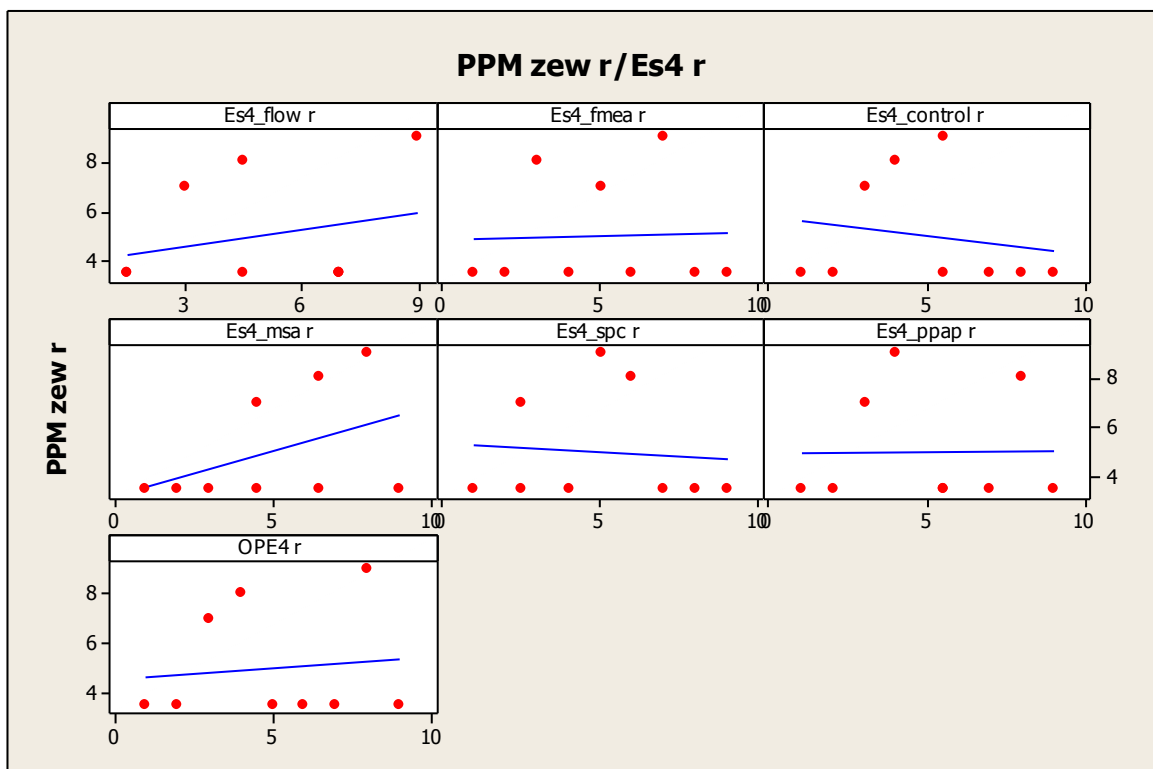 PPM zew r/Es4 r
Es4_flow r Es4_fmea r Es4_control r
8
6
4
3 6 9 0 5 10 0 5 10
Es4_msa r Es4_spc r Es4_ppap r
8
6
4
0 5 10 0 5 10 0 5 10
PPM zew r
OPE4 r
8
6
4
0 5 10